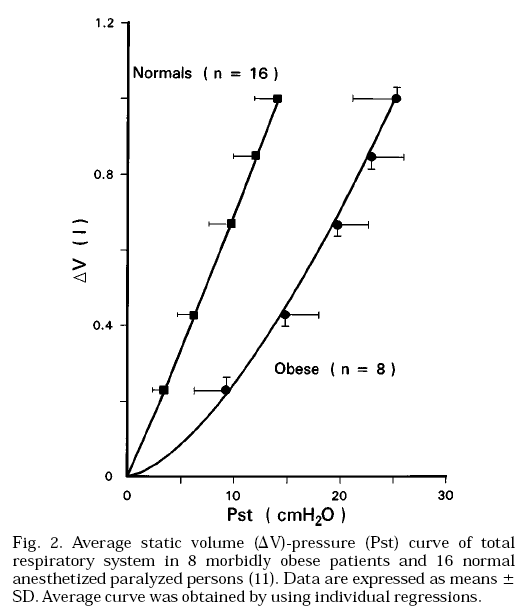 1.2
Normals ( n = 16 )
0.8
ΔV ( l )
0.4
Obese ( n = 8 )
0
0 10 20 30
Pst ( cmH₂O )
Fig. 2. Average static volume (ΔV)-pressure (Pst) curve of total
respiratory system in 8 morbidly obese patients and 16 normal
anesthetized paralyzed persons (11). Data are expressed as means ±
SD. Average curve was obtained by using individual regressions.